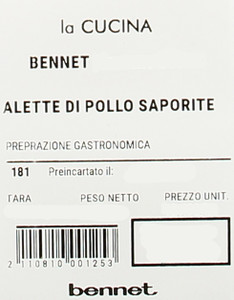 la CUCINA
BENNET
ALETTE DI POLLO SAPORITE
PREPRAZIONE GASTRONOMICA
181 Preincartato il:
TARA PESO NETTO PREZZO UNIT.
2 110810 001253
bennet